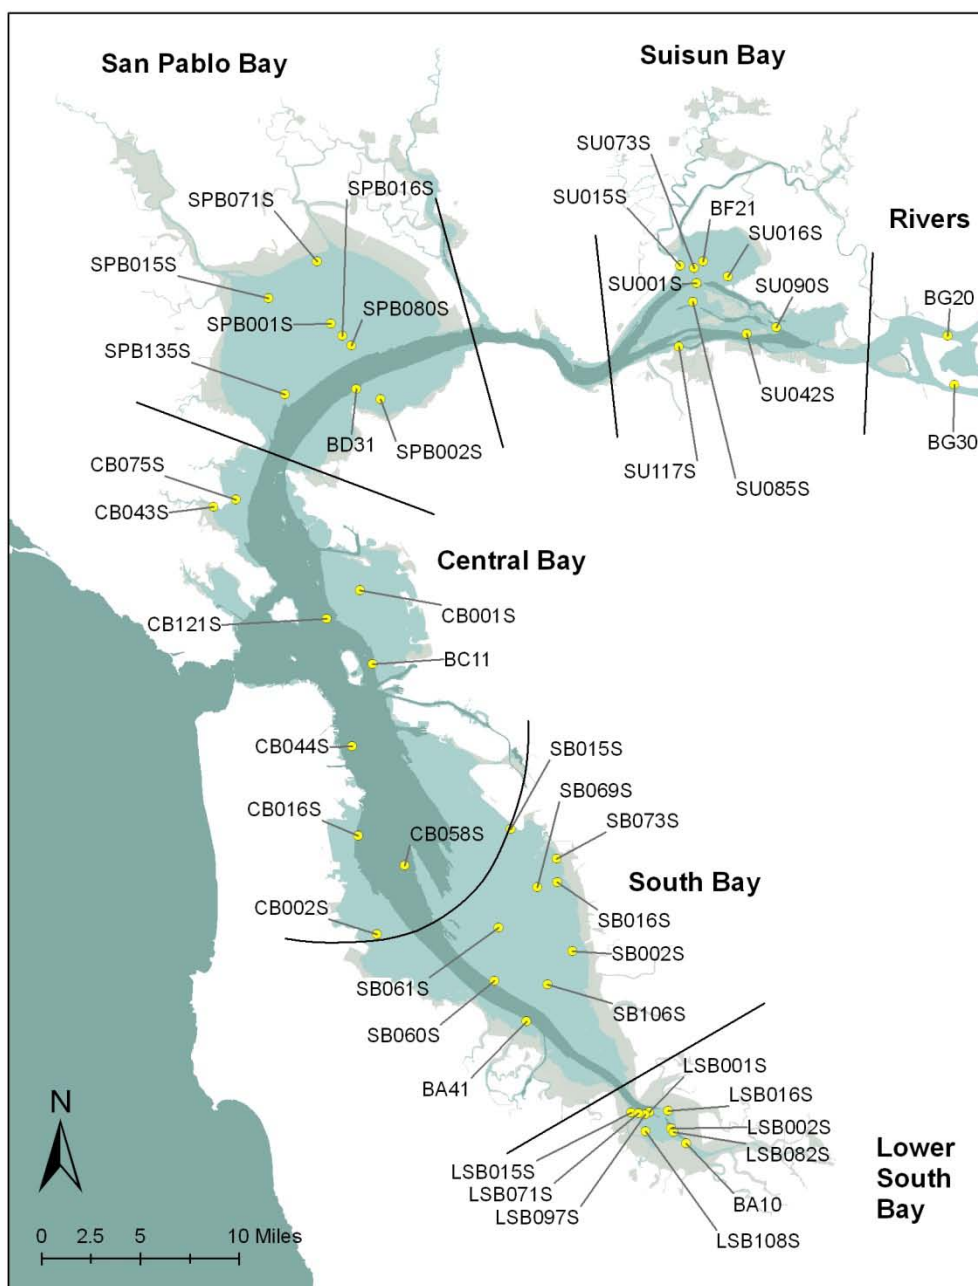 San Pablo Bay
Suisun Bay
SU073S
SPB016S
SPB071S
SU015S
BF21
SU016S
Rivers
SPB015S
SU001S
SU090S
BG20
SPB001S
SPB080S
SPB135S
SU042S
BD31
SPB002S
BG30
SU117S
SU085S
CB075S
CB043S
Central Bay
CB001S
CB121S
BC11
CB044S
SB015S
SB069S
CB016S
SB073S
CB058S
South Bay
CB002S
SB016S
SB002S
SB061S
SB106S
SB060S
BA41
LSB001S
LSB016S
LSB002S
LSB082S
N
LSB015S
LSB071S
LSB097S
BA10
LSB108S
Lower
South
Bay
0 2.5 5 10 Miles